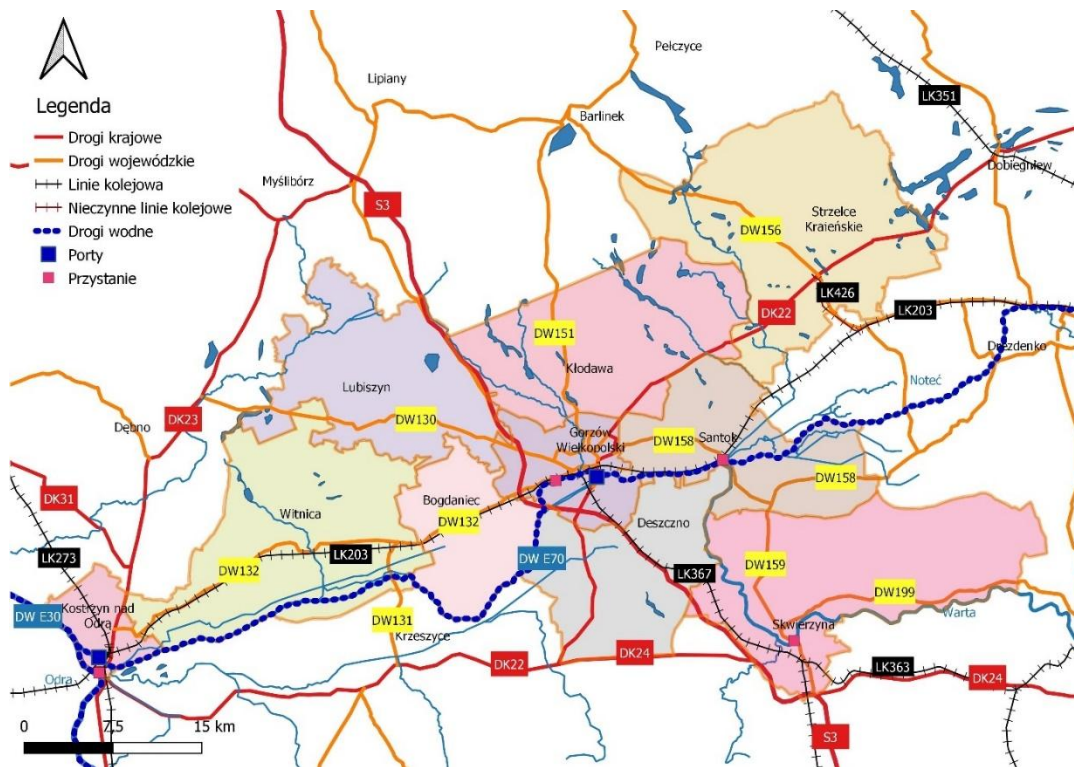 Legenda
Drogi krajowe
Drogi wojewódzkie
Linie kolejowa
Nieczynne linie kolejowe
Drogi wodne
Porty
Przystanie
Pełczyce
Lipiany
LK351
Barlinek
Dobiegniew
Myślibórz
S3
Strzelce
Kraieńskie
DW156
LK426
LK203
DK22
DW151
Drezdenko
Kłodawa
Lubiszyn
Noteć
DK23
DW130
Dębno
Gorzów
Wielkopolski
DW158
Santok
DW158
DK31
Bogdaniec
Witnica
DW132
Deszczno
LK203
LK273
DW E70
DW132
LK367
DW159
DW199
Kostrzyn nad
Odrą
DW E30
DW131
Krzeszyce
Warta
Skwierzyna
DK22
DK24
LK363
DK24
Odra
S3
0
7.5
15 km